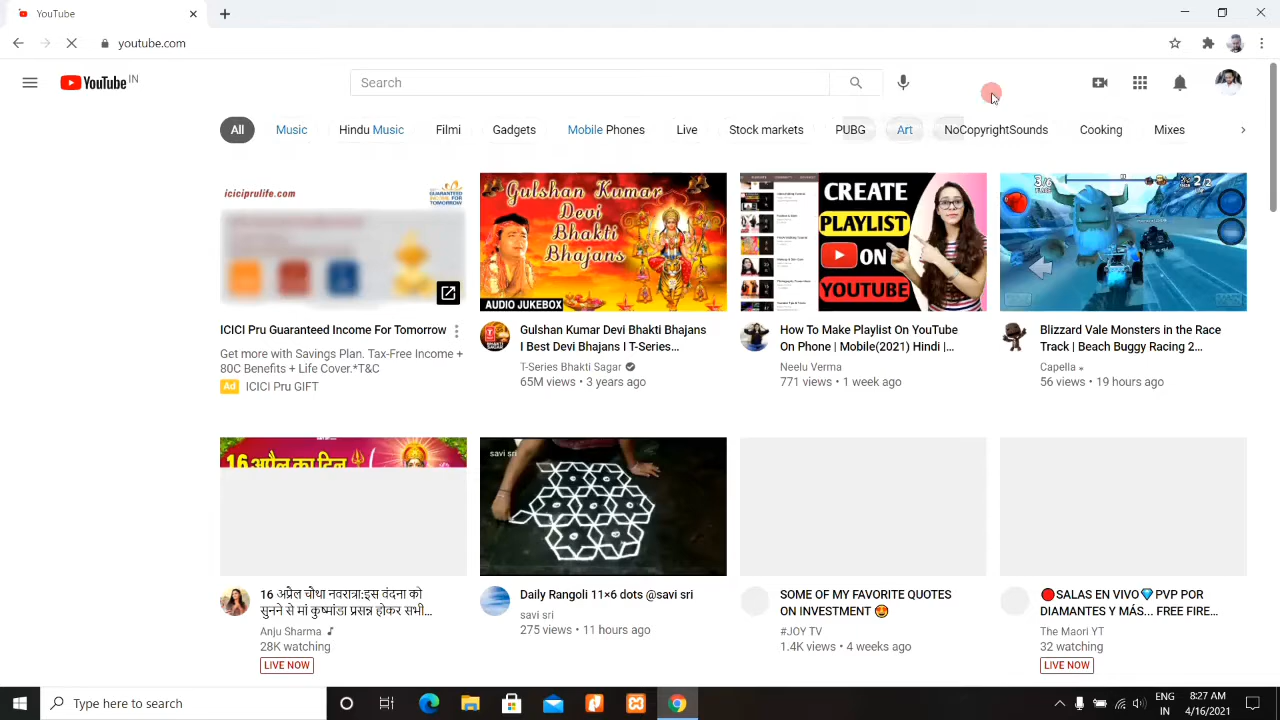 YouTube
youtube.com
YouTube IN
Search
All
Music
Hindu Music
Filmi
Gadgets
Mobile Phones
Live
Stock markets
PUBG
Art
NoCopyrightSounds
Cooking
Mixes
iciciprulife.com
GUARANTEED
INCOME FOR
TOMORROW
Gulshan Kumar
Devi
Bhakti
Bhajans
AUDIO JUKEBOX
CREATE
PLAYLIST
ON
YOUTUBE
ICICI Pru Guaranteed Income For Tomorrow
Get more with Savings Plan. Tax-Free Income +
80C Benefits + Life Cover.*T&C
Ad ICICI Pru GIFT
Gulshan Kumar Devi Bhakti Bhajans
I Best Devi Bhajans I T-Series...
T-Series Bhakti Sagar
65M views • 3 years ago
How To Make Playlist On YouTube
On Phone | Mobile(2021) Hindi |...
Neelu Verma
771 views • 1 week ago
Blizzard Vale Monsters in the Race
Track | Beach Buggy Racing 2...
Capella
56 views • 19 hours ago
16 अप्रैल का दिन
savi sri
16 अप्रैल चौथा नवरात्रा:इस वंदना को
सुनने से मां कुष्मांडा प्रसन्न होकर सभी...
Anju Sharma
28K watching
LIVE NOW
Daily Rangoli 11×6 dots @savi sri
savi sri
275 views • 11 hours ago
SOME OF MY FAVORITE QUOTES
ON INVESTMENT 🤩
#JOY TV
1.4K views • 4 weeks ago
🔴SALAS EN VIVO💎PVP POR
DIAMANTES Y MÁS... FREE FIRE...
The Maori YT
32 watching
LIVE NOW
Type here to search
ENG
IN
8:27 AM
4/16/2021